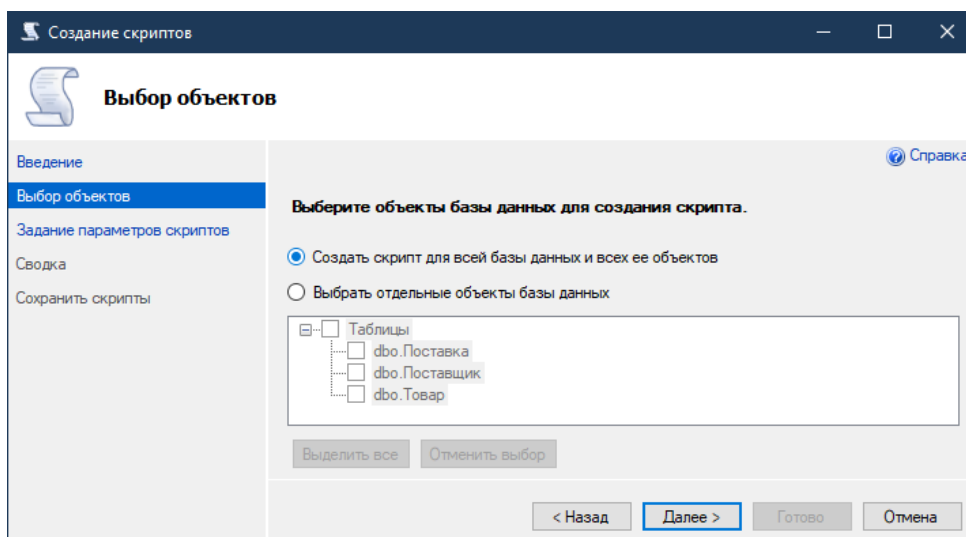 Создание скриптов
Выбор объектов
Справка
Введение
Выбор объектов
Задание параметров скриптов
Сводка
Сохранить скрипты
Выберите объекты базы данных для создания скрипта.
Создать скрипт для всей базы данных и всех ее объектов
Выбрать отдельные объекты базы данных
Таблицы
dbo.Поставка
dbo.Поставщик
dbo.Товар
Выделить все Отменить выбор
< Назад Далее > Готово Отмена